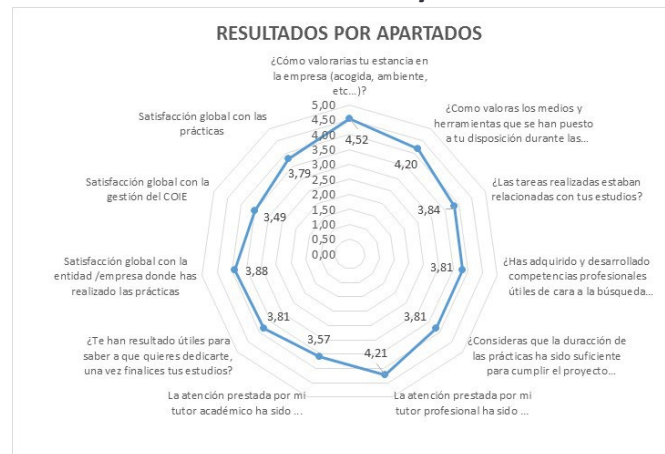 RESULTADOS POR APARTADOS
¿Cómo valorarias tu estancia en
la empresa (acogida, ambiente,
etc...)?
¿Como valoras los medios y
herramientas que se han puesto
a tu disposición durante las...
¿Las tareas realizadas estaban
relacionadas con tus estudios?
¿Has adquirido y desarrollado
competencias profesionales
útiles de cara a la búsqueda...
¿Consideras que la duracción de
las prácticas ha sido suficiente
para cumplir el proyecto...
La atención prestada por mi
tutor profesional ha sido ...
La atención prestada por mi
tutor académico ha sido ...
¿Te han resultado útiles para
saber a que quieres dedicarte,
una vez finalices tus estudios?
Satisfacción global con la
entidad /empresa donde has
realizado las prácticas
Satisfacción global con la
gestión del COIE
Satisfacción global con las
prácticas
5,00
4,50
4,00
3,50
3,00
2,50
2,00
1,50
1,00
0,50
0,00
4,52
4,20
3,84
3,81
3,81
4,21
3,57
3,81
3,88
3,49
3,79